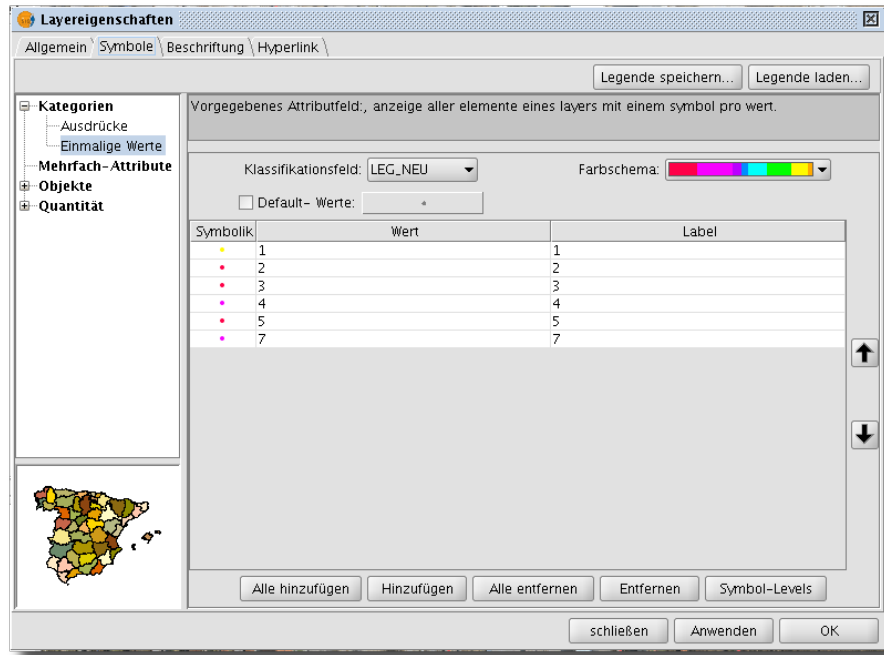 Layereigenschaften
Allgemein Symbole Beschriftung Hyperlink
Legende speichern... Legende laden...
Kategorien
Ausdrücke
Einmalige Werte
Mehrfach-Attribute
Objekte
Quantität
Vorgegebenes Attributfeld:, anzeige aller elemente eines layers mit einem symbol pro wert.
Klassifikationsfeld: LEG_NEU Farbschema:
Default- Werte:
Symbolik Wert Label
1 1
2 2
3 3
4 4
5 5
7 7
Alle hinzufügen Hinzufügen Alle entfernen Entfernen Symbol-Levels
schließen Anwenden OK